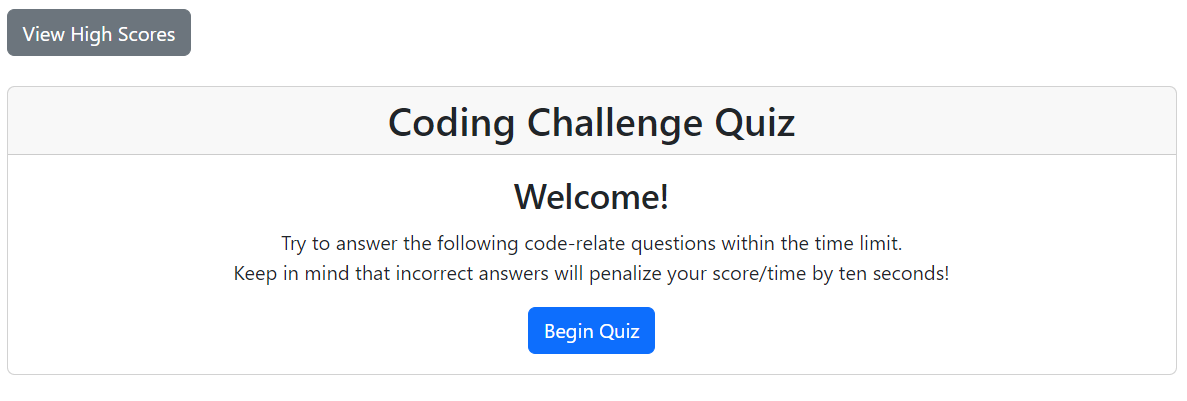 View High Scores
Coding Challenge Quiz
Welcome!
Try to answer the following code-relate questions within the time limit.
Keep in mind that incorrect answers will penalize your score/time by ten seconds!
Begin Quiz